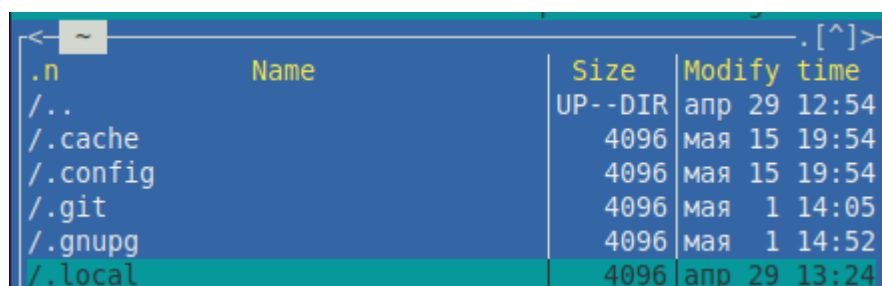 <- ~ .[^]>
.n Name Size Modify time
/.. UP--DIR апр 29 12:54
/.cache 4096 мая 15 19:54
/.config 4096 мая 15 19:54
/.git 4096 мая 1 14:05
/.gnupg 4096 мая 1 14:52
/.local 4096 апр 29 13:24